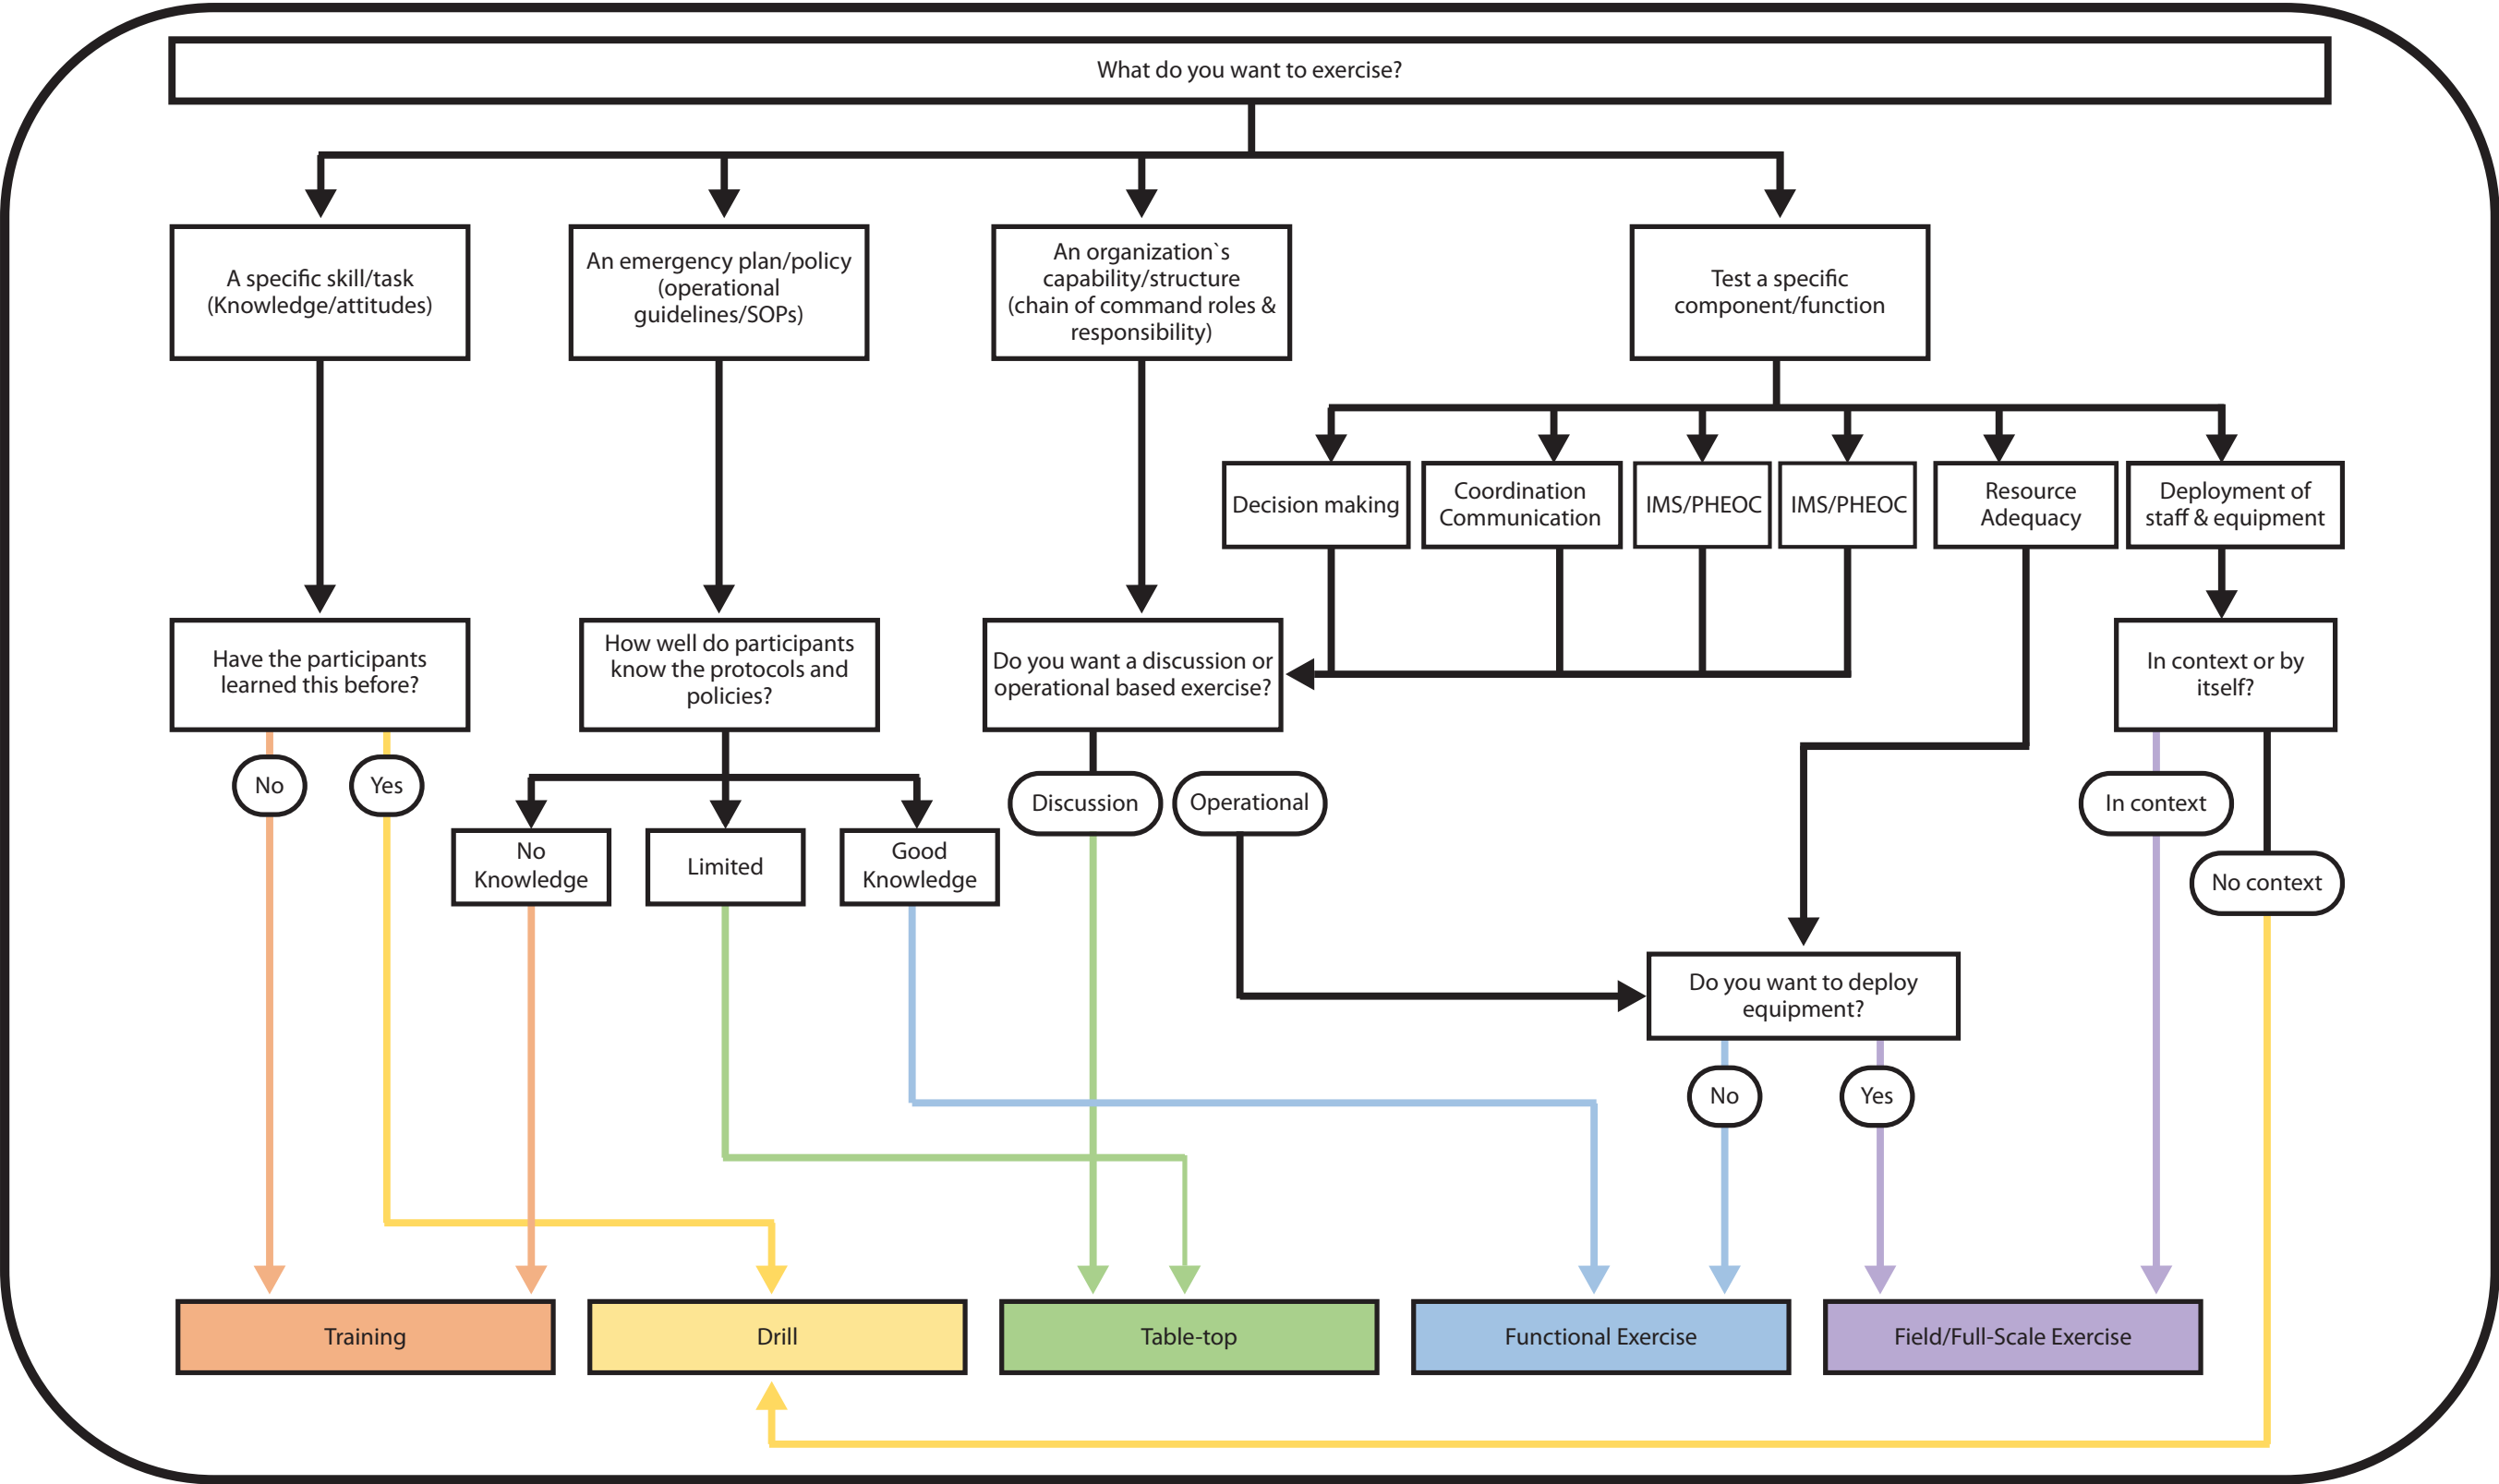 What do you want to exercise?
A specific skill/task
(Knowledge/attitudes)
An emergency plan/policy
(operational
guidelines/SOPs)
An organization`s
capability/structure
(chain of command roles &
responsibility)
Test a specific
component/function
Decision making
Coordination
Communication
IMS/PHEOC
IMS/PHEOC
Resource
Adequacy
Deployment of
staff & equipment
Have the participants
learned this before?
How well do participants
know the protocols and
policies?
Do you want a discussion or
operational based exercise?
In context or by
itself?
No
Yes
Discussion
Operational
In context
No
Knowledge
Limited
Good
Knowledge
No context
Do you want to deploy
equipment?
No
Yes
Training
Drill
Table-top
Functional Exercise
Field/Full-Scale Exercise